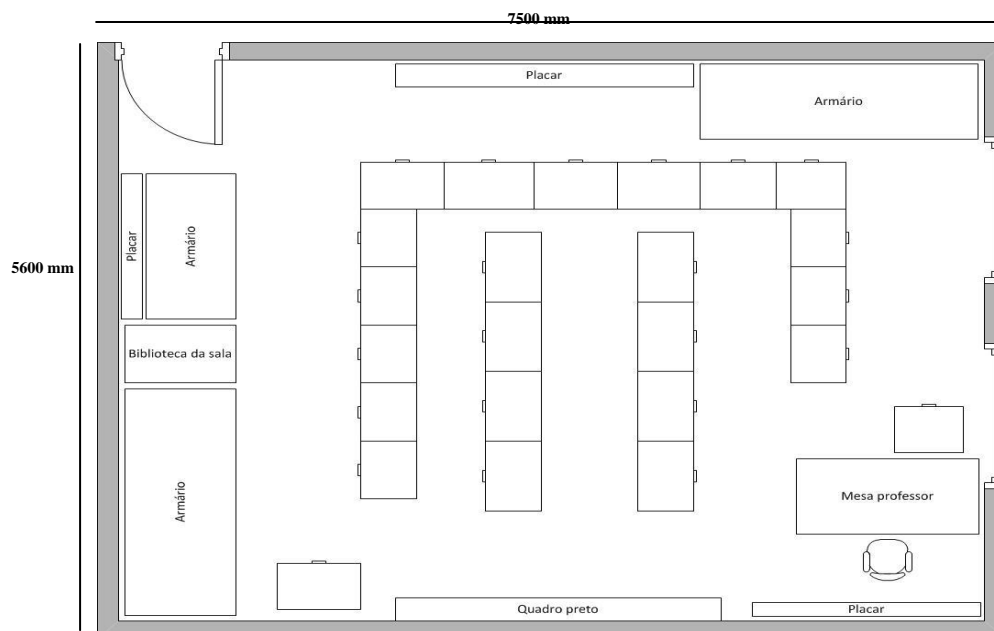 7500 mm
Placar
Armário
Placar
Armário
5600 mm
Biblioteca da sala
Armário
Mesa professor
Quadro preto
Placar